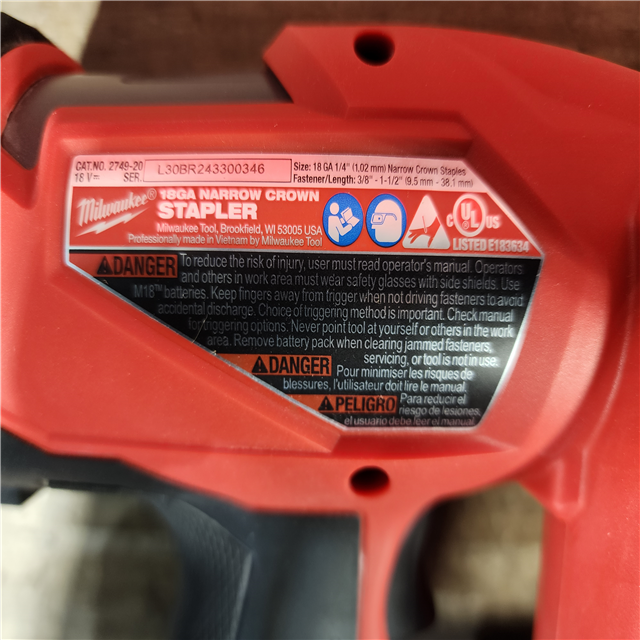 CAT.NO. 2749-20
18 V⎓ SER. L30BR243300346
Size: 18 GA 1/4" (1,02 mm) Narrow Crown Staples
Fastener/Length: 3/8" - 1-1/2" (9.5 mm - 38,1 mm)
Milwaukee®
18GA NARROW CROWN
STAPLER
Milwaukee Tool, Brookfield, WI 53005 USA
Professionally made in Vietnam by Milwaukee Tool
C UL® US
LISTED E183634
DANGER To reduce the risk of injury, user must read operator's manual. Operators
and others in work area must wear safety glasses with side shields. Use
M18™ batteries. Keep fingers away from trigger when not driving fasteners to avoid
accidental discharge. Choice of triggering method is important. Check manual
for triggering options. Never point tool at yourself or others in the work
area. Remove battery pack when clearing jammed fasteners,
servicing, or tool is not in use.
DANGER Pour minimiser les risques de
blessures, l'utilisateur doit lire le manuel.
PELIGRO Para reducir el
riesgo de lesiones,
el usuario debe leer el manual.